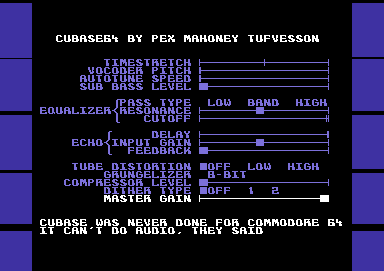 CUBASE64 BY PEX MAHONEY TUFVESSON
TIMESTRETCH
VOCODER PITCH
AUTOTUNE SPEED
SUB BASS LEVEL
PASS TYPE LOW BAND HIGH
EQUALIZER RESONANCE
CUTOFF
DELAY
ECHO INPUT GAIN
FEEDBACK
TUBE DISTORTION OFF LOW HIGH
GRUNGELIZER 8-BIT
COMPRESSOR LEVEL
DITHER TYPE OFF 1 2
MASTER GAIN
CUBASE WAS NEVER DONE FOR COMMODORE 64
IT CAN'T DO AUDIO, THEY SAID